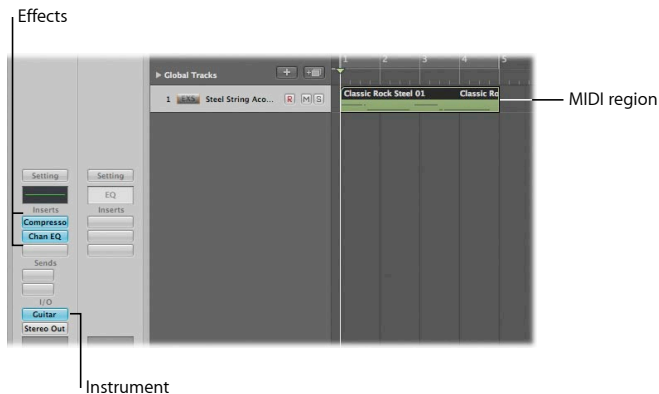 Effects
1 2 3 4 5
Global Tracks
1 Steel String Aco... R M S
Classic Rock Steel 01 Classic Ro
MIDI region
Setting Setting
EQ
Inserts Inserts
Compresso
Chan EQ
Sends
I/O
Guitar
Stereo Out
Instrument